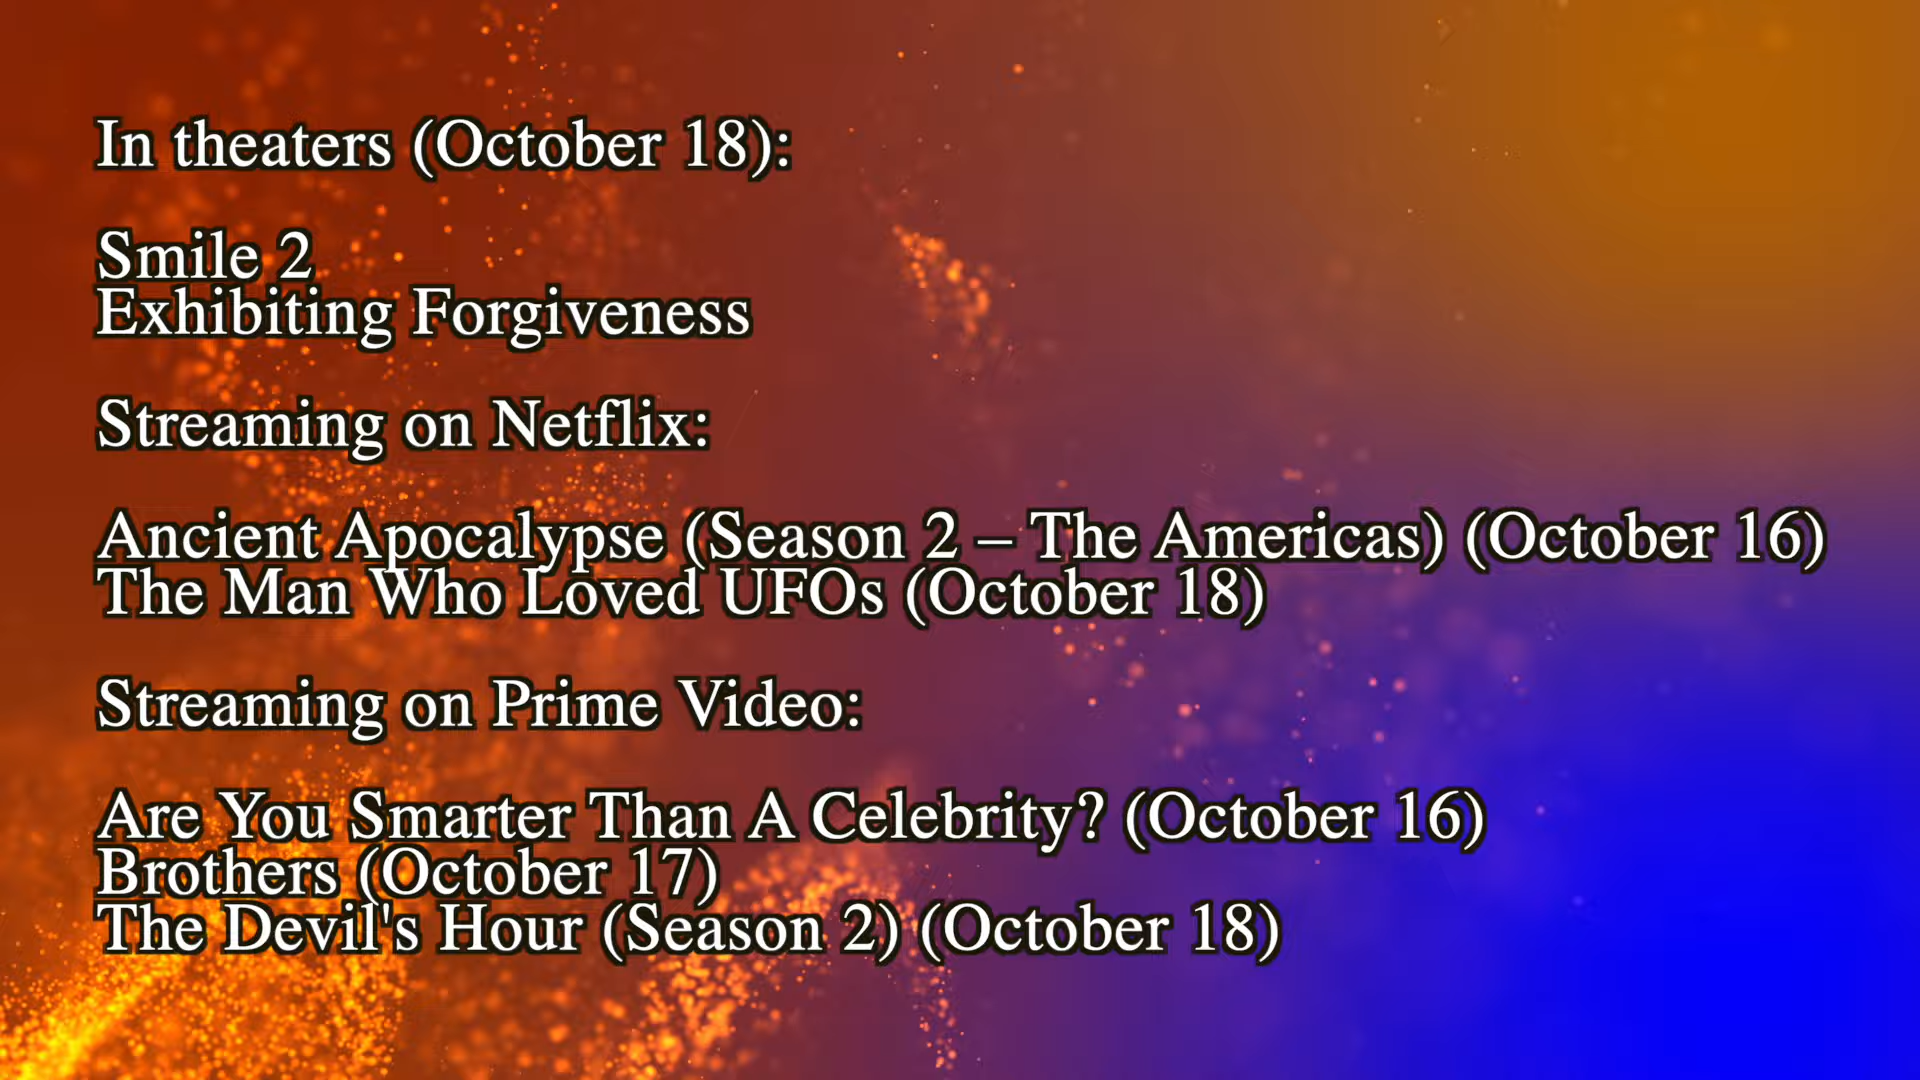 In theaters (October 18):
Smile 2
Exhibiting Forgiveness
Streaming on Netflix:
Ancient Apocalypse (Season 2 – The Americas) (October 16)
The Man Who Loved UFOs (October 18)
Streaming on Prime Video:
Are You Smarter Than A Celebrity? (October 16)
Brothers (October 17)
The Devil's Hour (Season 2) (October 18)